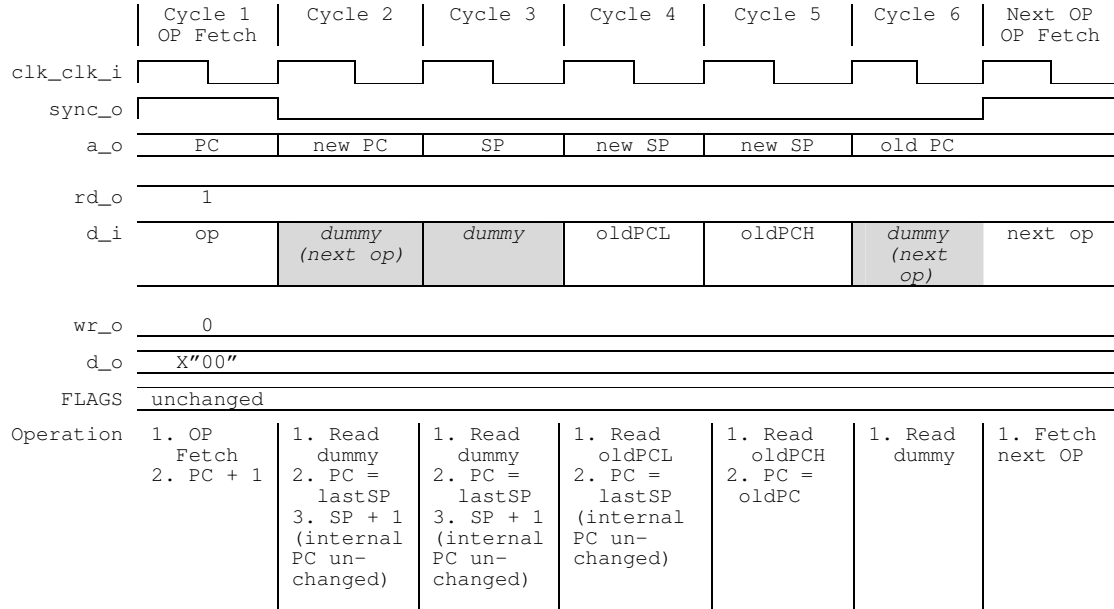 Cycle 1 Cycle 2 Cycle 3 Cycle 4 Cycle 5 Cycle 6 Next OP
OP Fetch OP Fetch
clk_clk_i
sync_o
a_o PC new PC SP new SP new SP old PC
rd_o 1
d_i op dummy dummy oldPCL oldPCH dummy next op
(next op) (next
op)
wr_o 0
d_o X"00"
FLAGS unchanged
Operation 1. OP 1. Read 1. Read 1. Read 1. Read 1. Read 1. Fetch
Fetch dummy dummy oldPCL oldPCH dummy next OP
2. PC + 1 2. PC = 2. PC = 2. PC = 2. PC =
lastSP lastSP lastSP oldPC
3. SP + 1 3. SP + 1 (internal
(internal (internal PC un-
PC un- PC un- changed)
changed) changed)